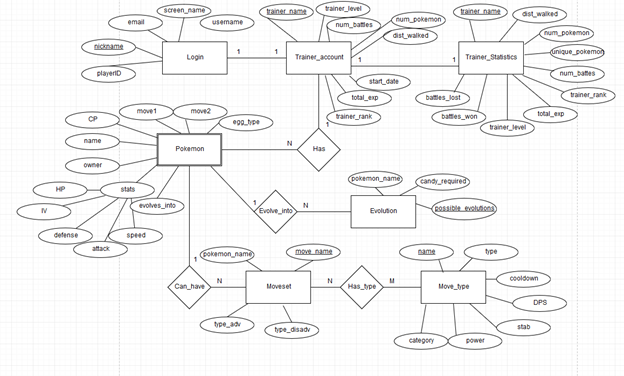 screen_name
email
username
nickname
playerID
Login
1
1
trainer_name
trainer_level
num_battles
num_pokemon
dist_walked
Trainer_account
start_date
total_exp
trainer_rank
1
1
1
trainer_name
dist_walked
num_pokemon
unique_pokemon
num_battes
trainer_rank
total_exp
trainer_level
battles_won
battles_lost
Trainer_Statistics
CP
move1
move2
egg_type
name
owner
Pokemon
N
Has
HP
stats
IV
defense
attack
speed
evolves_into
1
Evolve_into
N
pokemon_name
candy_required
possible_evolutions
Evolution
1
Can_have
N
pokemon_name
move_name
Moveset
type_adv
type_disadv
N
Has_type
M
name
type
cooldown
DPS
stab
power
category
Move_type